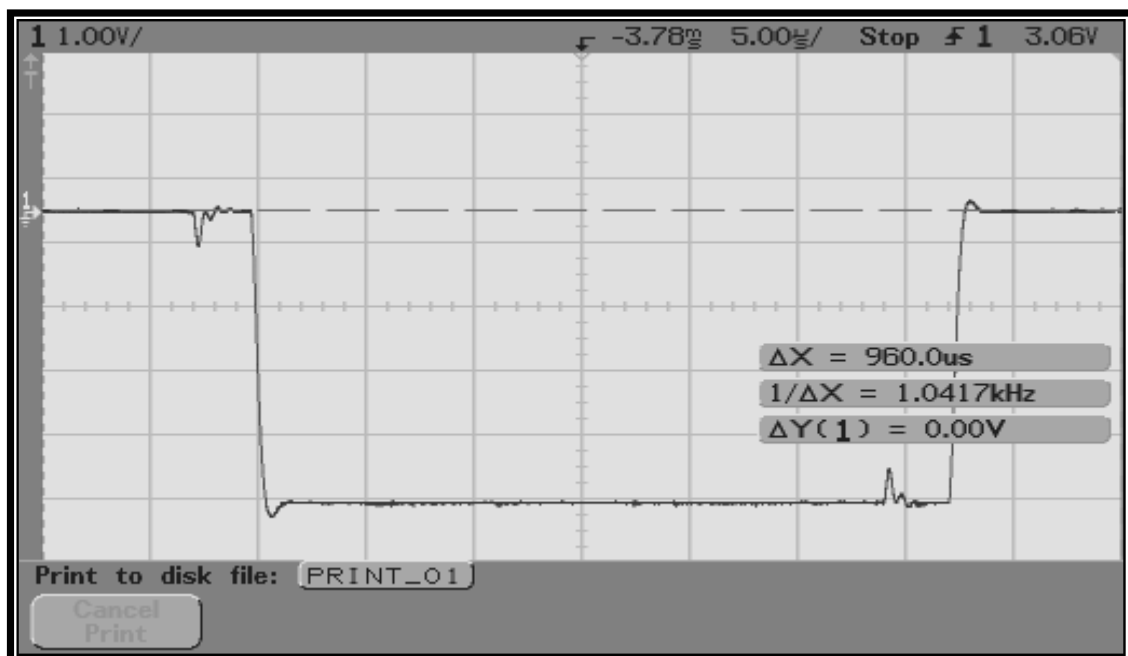 1 1.00V/ -3.78ms 5.00us/ Stop 1 3.06V
1
ΔX = 960.0us
1/ΔX = 1.0417kHz
ΔY(1) = 0.00V
Print to disk file: PRINT_01
Cancel
Print